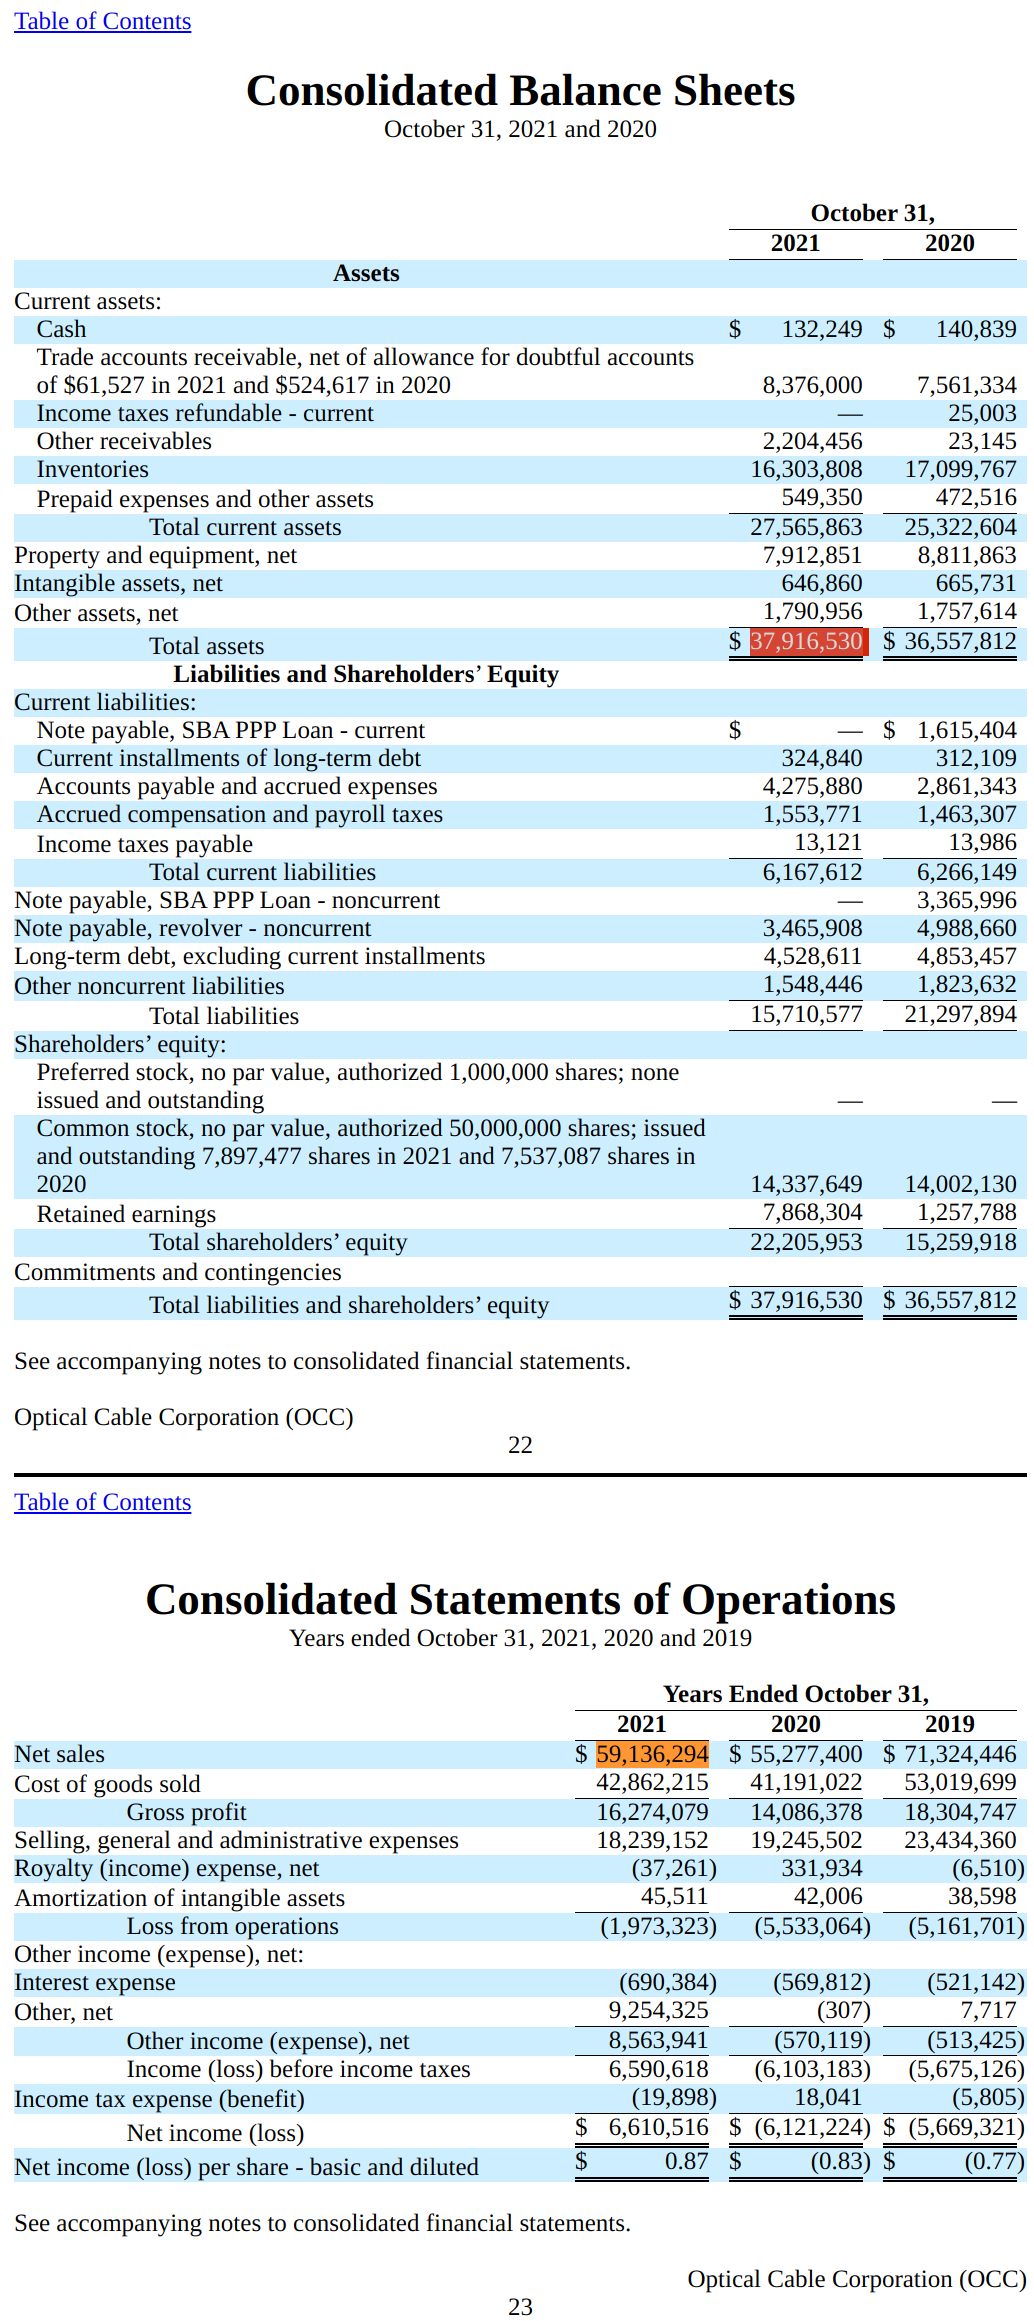 Table of Contents
Consolidated Balance Sheets
October 31, 2021 and 2020
October 31,
2021 2020
Assets
Current assets:
Cash $ 132,249 $ 140,839
Trade accounts receivable, net of allowance for doubtful accounts
of $61,527 in 2021 and $524,617 in 2020 8,376,000 7,561,334
Income taxes refundable - current — 25,003
Other receivables 2,204,456 23,145
Inventories 16,303,808 17,099,767
Prepaid expenses and other assets 549,350 472,516
Total current assets 27,565,863 25,322,604
Property and equipment, net 7,912,851 8,811,863
Intangible assets, net 646,860 665,731
Other assets, net 1,790,956 1,757,614
Total assets $ 37,916,530 $ 36,557,812
Liabilities and Shareholders’ Equity
Current liabilities:
Note payable, SBA PPP Loan - current $ — $ 1,615,404
Current installments of long-term debt 324,840 312,109
Accounts payable and accrued expenses 4,275,880 2,861,343
Accrued compensation and payroll taxes 1,553,771 1,463,307
Income taxes payable 13,121 13,986
Total current liabilities 6,167,612 6,266,149
Note payable, SBA PPP Loan - noncurrent — 3,365,996
Note payable, revolver - noncurrent 3,465,908 4,988,660
Long-term debt, excluding current installments 4,528,611 4,853,457
Other noncurrent liabilities 1,548,446 1,823,632
Total liabilities 15,710,577 21,297,894
Shareholders’ equity:
Preferred stock, no par value, authorized 1,000,000 shares; none
issued and outstanding — —
Common stock, no par value, authorized 50,000,000 shares; issued
and outstanding 7,897,477 shares in 2021 and 7,537,087 shares in
2020 14,337,649 14,002,130
Retained earnings 7,868,304 1,257,788
Total shareholders’ equity 22,205,953 15,259,918
Commitments and contingencies
Total liabilities and shareholders’ equity $ 37,916,530 $ 36,557,812
See accompanying notes to consolidated financial statements.
Optical Cable Corporation (OCC)
22
Table of Contents
Consolidated Statements of Operations
Years ended October 31, 2021, 2020 and 2019
Years Ended October 31,
2021 2020 2019
Net sales $ 59,136,294 $ 55,277,400 $ 71,324,446
Cost of goods sold 42,862,215 41,191,022 53,019,699
Gross profit 16,274,079 14,086,378 18,304,747
Selling, general and administrative expenses 18,239,152 19,245,502 23,434,360
Royalty (income) expense, net (37,261) 331,934 (6,510)
Amortization of intangible assets 45,511 42,006 38,598
Loss from operations (1,973,323) (5,533,064) (5,161,701)
Other income (expense), net:
Interest expense (690,384) (569,812) (521,142)
Other, net 9,254,325 (307) 7,717
Other income (expense), net 8,563,941 (570,119) (513,425)
Income (loss) before income taxes 6,590,618 (6,103,183) (5,675,126)
Income tax expense (benefit) (19,898) 18,041 (5,805)
Net income (loss) $ 6,610,516 $ (6,121,224) $ (5,669,321)
Net income (loss) per share - basic and diluted $ 0.87 $ (0.83) $ (0.77)
See accompanying notes to consolidated financial statements.
Optical Cable Corporation (OCC)
23